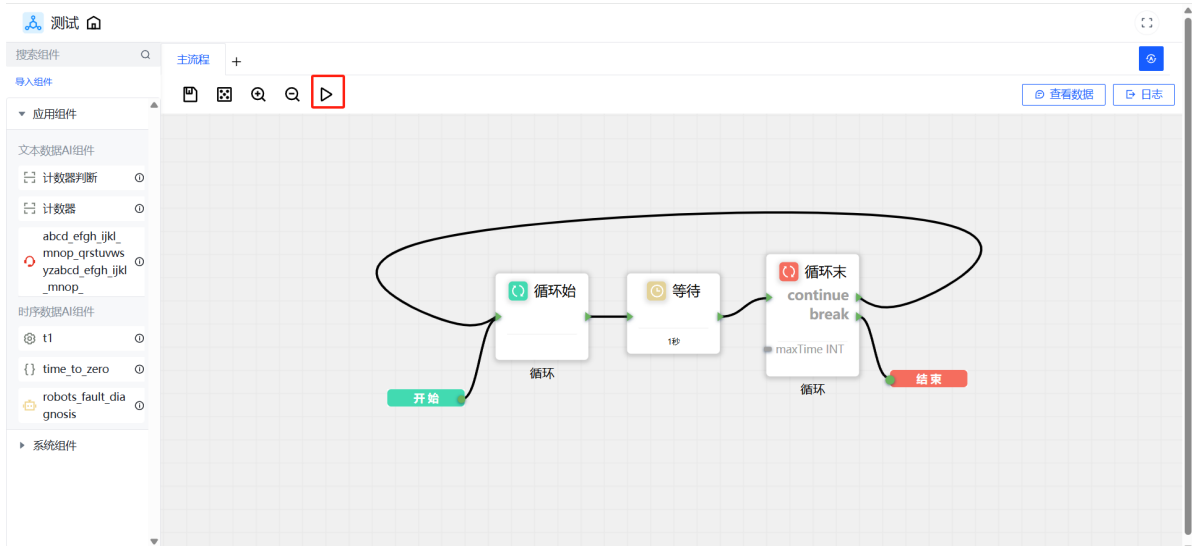 测试
搜索组件
导入组件
主流程
+
查看数据
日志
应用组件
文本数据AI组件
计数器判断
计数器
abcd_efgh_ijkl_
mnop_qrstuvws
yzabcd_efgh_ijkl
_mnop_
时序数据AI组件
t1
{} time_to_zero
robots_fault_dia
gnosis
系统组件
开始
循环始
循环
等待
1秒
循环末
continue
break
maxTime INT
循环
结束